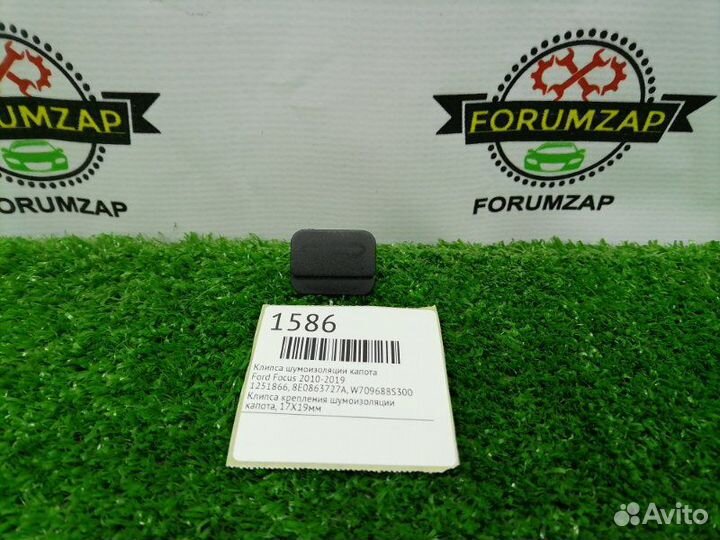 FORUMZAP
FORUMZAP
FORUMZAP
FORUMZAP
1586
Клипса шумоизоляции капота
Ford Focus 2010-2019
1251866, 8E0863727A, W709688S300
Клипса крепления шумоизоляции
капота, 17X19мм
Avito